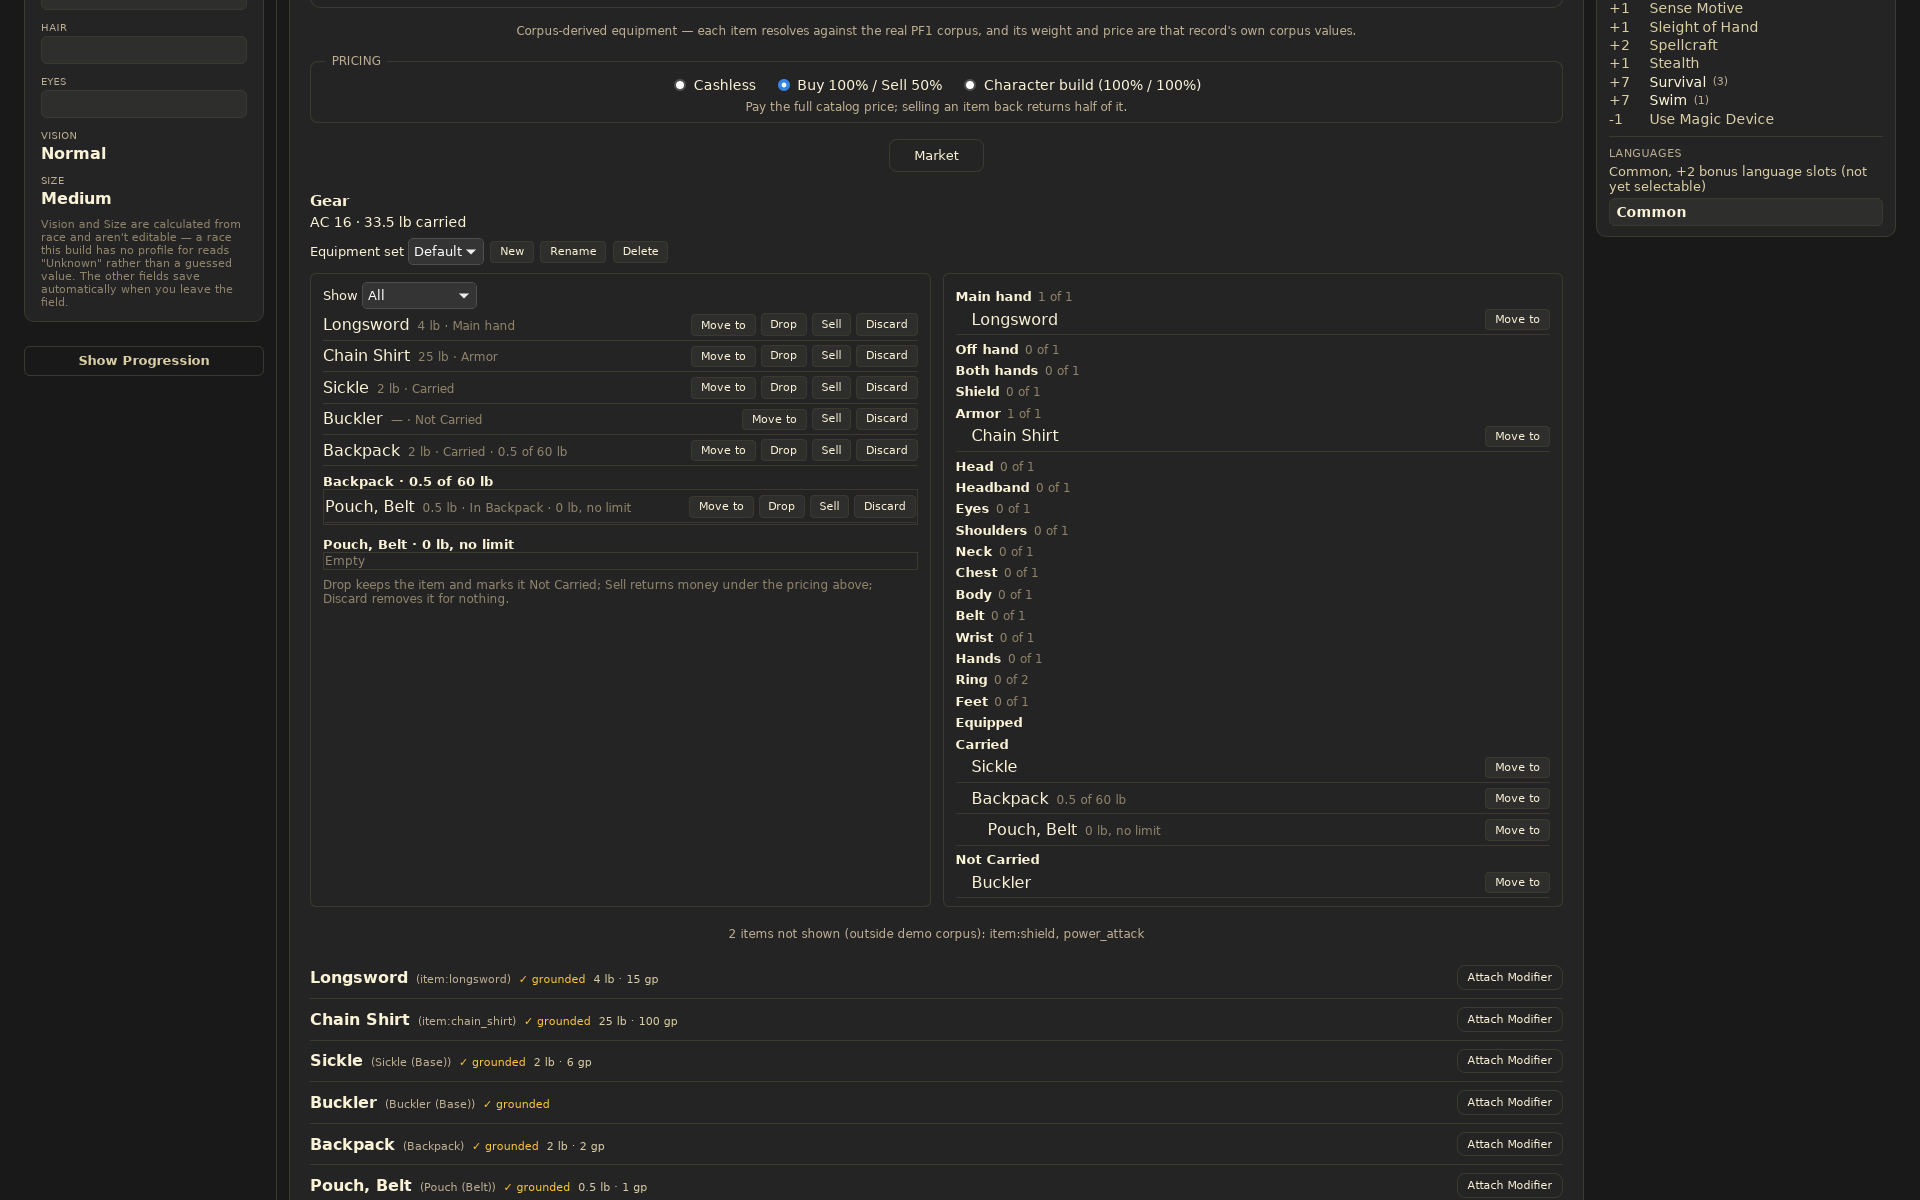 HAIR
EYES
VISION
Normal
SIZE
Medium
Vision and Size are calculated from
race and aren't editable — a race
this build has no profile for reads
"Unknown" rather than a guessed
value. The other fields save
automatically when you leave the
field.
Show Progression
Corpus-derived equipment — each item resolves against the real PF1 corpus, and its weight and price are that record's own corpus values.
PRICING
Cashless Buy 100% / Sell 50% Character build (100% / 100%)
Pay the full catalog price; selling an item back returns half of it.
Market
Gear
AC 16 · 33.5 lb carried
Equipment set Default New Rename Delete
Show All
Longsword 4 lb · Main hand Move to Drop Sell Discard
Chain Shirt 25 lb · Armor Move to Drop Sell Discard
Sickle 2 lb · Carried Move to Drop Sell Discard
Buckler — · Not Carried Move to Sell Discard
Backpack 2 lb · Carried · 0.5 of 60 lb Move to Drop Sell Discard
Backpack · 0.5 of 60 lb
Pouch, Belt 0.5 lb · In Backpack · 0 lb, no limit Move to Drop Sell Discard
Pouch, Belt · 0 lb, no limit
Empty
Drop keeps the item and marks it Not Carried; Sell returns money under the pricing above;
Discard removes it for nothing.
Main hand 1 of 1
Longsword Move to
Off hand 0 of 1
Both hands 0 of 1
Shield 0 of 1
Armor 1 of 1
Chain Shirt Move to
Head 0 of 1
Headband 0 of 1
Eyes 0 of 1
Shoulders 0 of 1
Neck 0 of 1
Chest 0 of 1
Body 0 of 1
Belt 0 of 1
Wrist 0 of 1
Hands 0 of 1
Ring 0 of 2
Feet 0 of 1
Equipped
Carried
Sickle Move to
Backpack 0.5 of 60 lb Move to
Pouch, Belt 0 lb, no limit Move to
Not Carried
Buckler Move to
2 items not shown (outside demo corpus): item:shield, power_attack
Longsword (item:longsword) ✓ grounded 4 lb · 15 gp Attach Modifier
Chain Shirt (item:chain_shirt) ✓ grounded 25 lb · 100 gp Attach Modifier
Sickle (Sickle (Base)) ✓ grounded 2 lb · 6 gp Attach Modifier
Buckler (Buckler (Base)) ✓ grounded Attach Modifier
Backpack (Backpack) ✓ grounded 2 lb · 2 gp Attach Modifier
Pouch, Belt (Pouch (Belt)) ✓ grounded 0.5 lb · 1 gp Attach Modifier
+1 Sense Motive
+1 Sleight of Hand
+2 Spellcraft
+1 Stealth
+7 Survival (3)
+7 Swim (1)
-1 Use Magic Device
LANGUAGES
Common, +2 bonus language slots (not
yet selectable)
Common